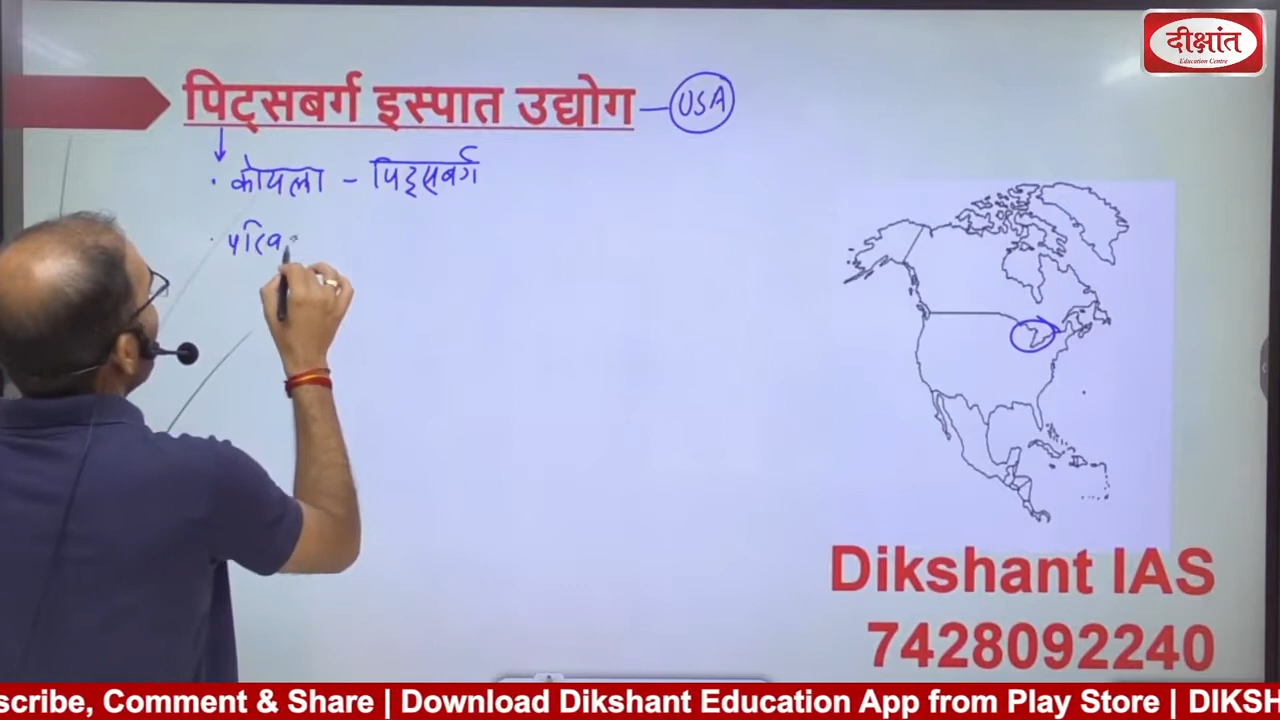 दीक्षांत
Education Centre
पिट्सबर्ग इस्पात उद्योग - USA
· कोयला - पिट्सबर्ग
· परिव
Dikshant IAS
7428092240
scribe, Comment & Share | Download Dikshant Education App from Play Store | DIKSH